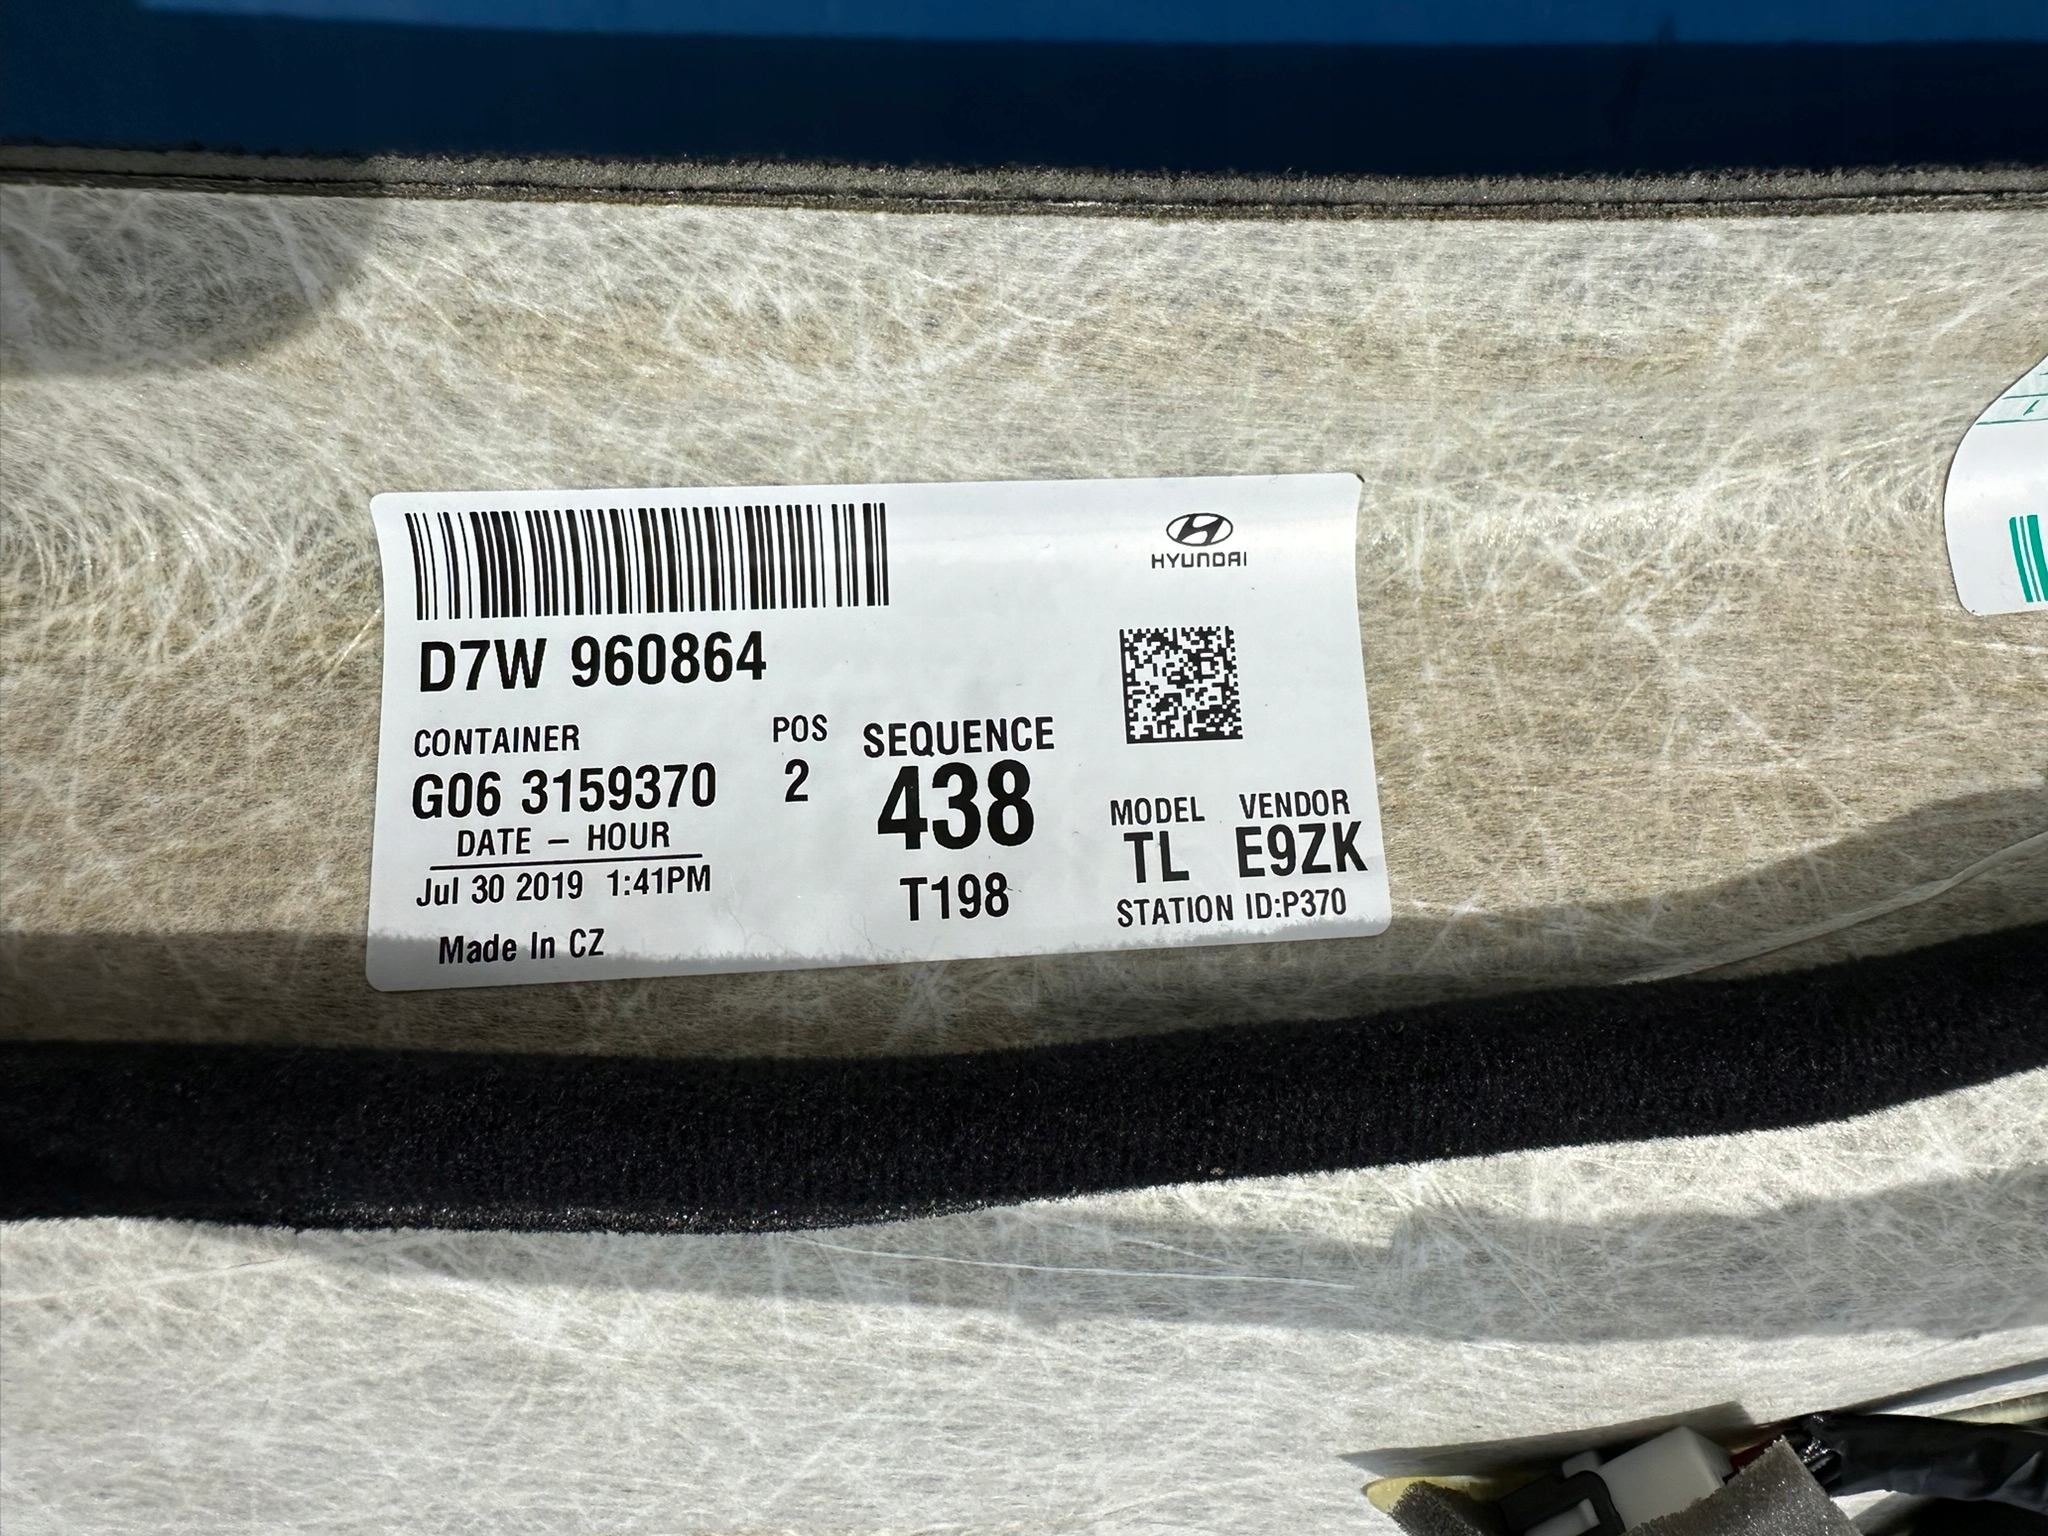 HYUNDAI
D7W 960864
CONTAINER POS SEQUENCE
G06 3159370 2 438
MODEL VENDOR
TL E9ZK
DATE – HOUR
Jul 30 2019 1:41PM T198
STATION ID:P370
Made In CZ